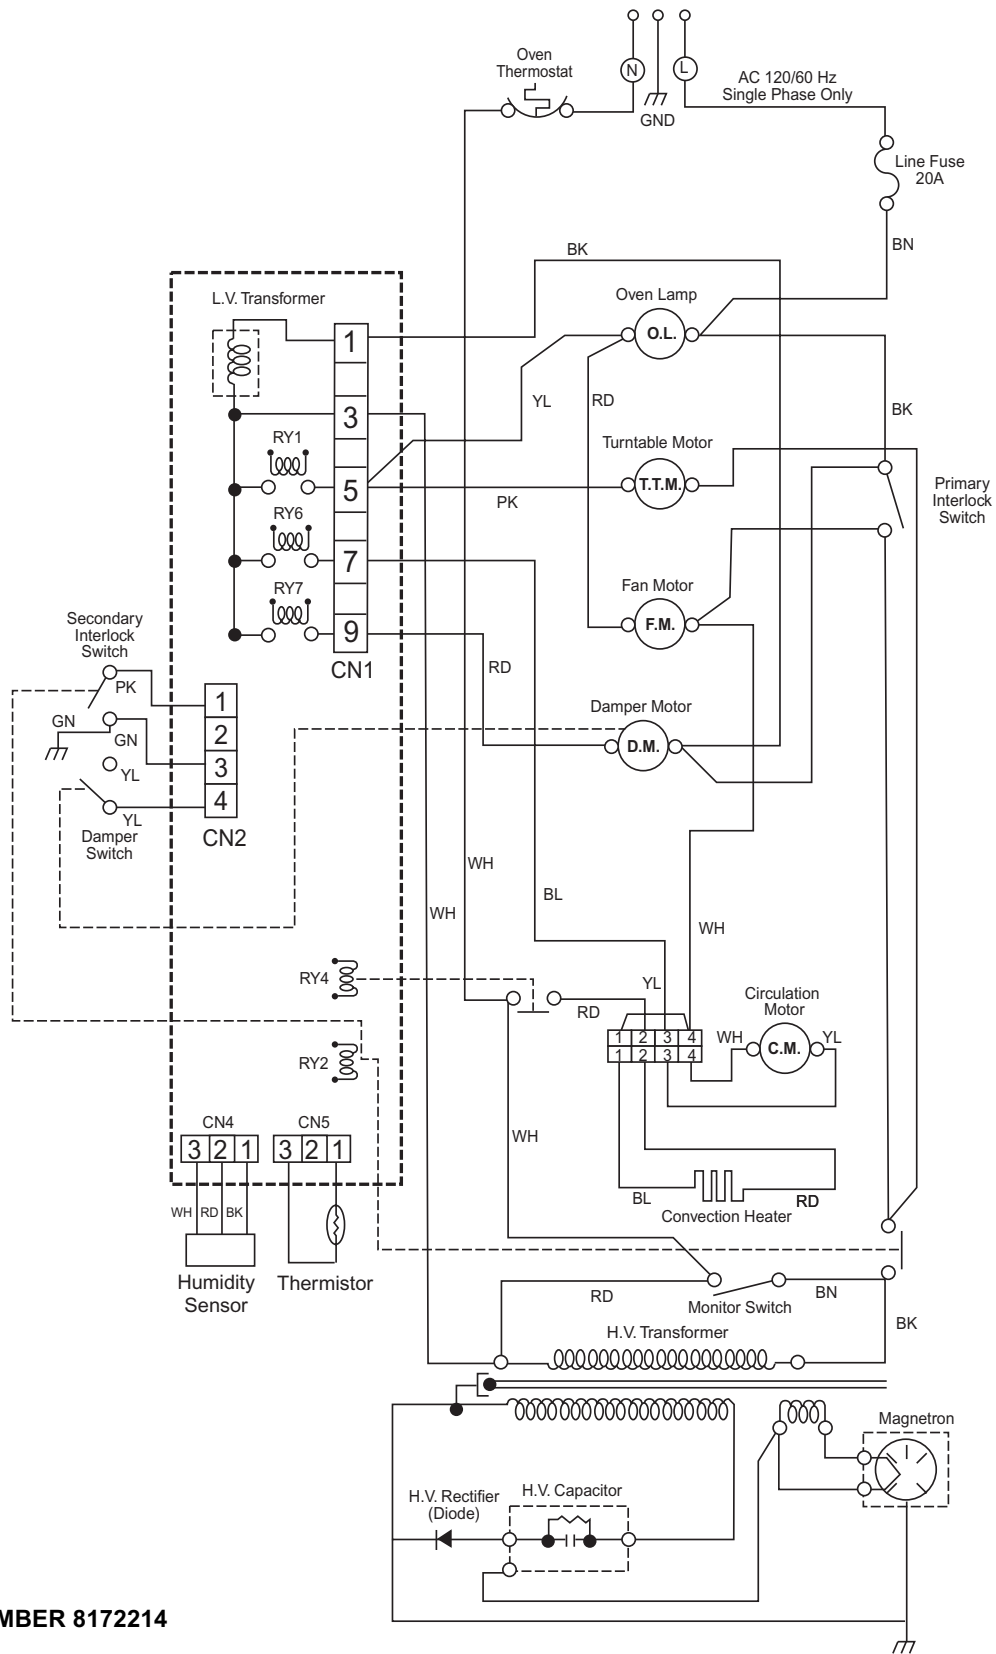 Oven
Thermostat
N
L
GND
AC 120/60 Hz
Single Phase Only
Line Fuse
20A
BN
BK
L.V. Transformer
Oven Lamp
O.L.
1
3
5
7
9
CN1
RY1
RY6
RY7
YL
RD
BK
Turntable Motor
T.T.M.
PK
Primary
Interlock
Switch
Fan Motor
F.M.
Secondary
Interlock
Switch
PK
GN
GN
YL
YL
Damper
Switch
1
2
3
4
CN2
RD
Damper Motor
D.M.
WH
WH
BL
WH
RY4
RY2
YL
RD
1 2 3 4
1 2 3 4
Circulation
Motor
WH
C.M.
YL
CN4
3 2 1
CN5
3 2 1
WH
RD
BK
Humidity
Sensor
Thermistor
WH
BL
RD
Convection Heater
RD
BN
Monitor Switch
BK
H.V. Transformer
Magnetron
H.V. Rectifier
(Diode)
H.V. Capacitor
MBER 8172214